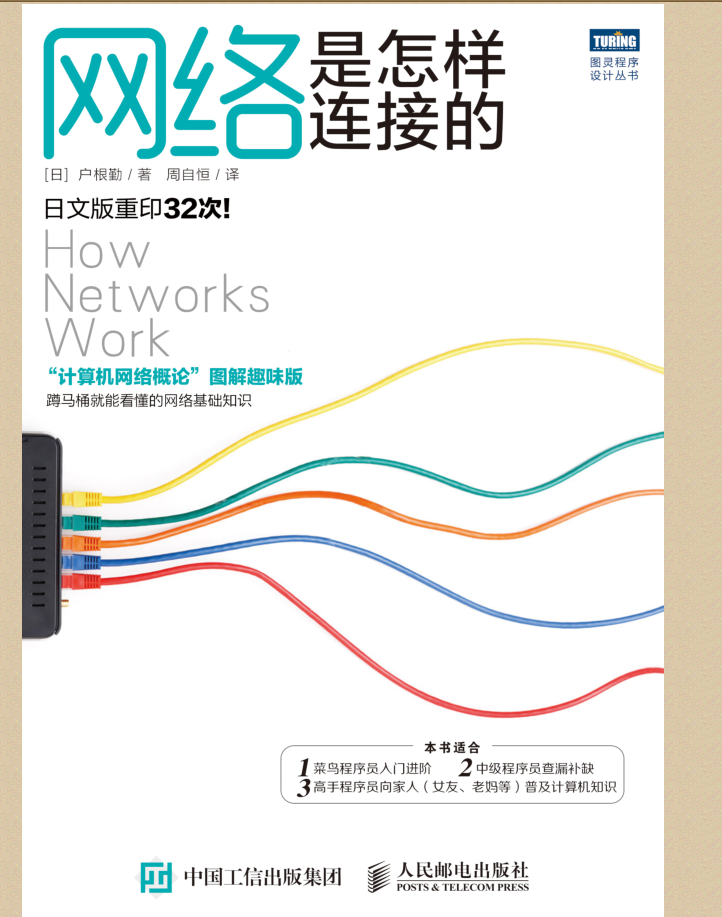 网络是怎样
连接的
TURING
图灵程序
设计丛书
[日] 户根勤 / 著 周自恒 / 译
日文版重印32次!
How
Networks
Work
“计算机网络概论”图解趣味版
蹲马桶就能看懂的网络基础知识
本书适合
1 菜鸟程序员入门进阶 2 中级程序员查漏补缺
3 高手程序员向家人（女友、老妈等）普及计算机知识
中国工信出版集团
人民邮电出版社
POSTS & TELECOM PRESS